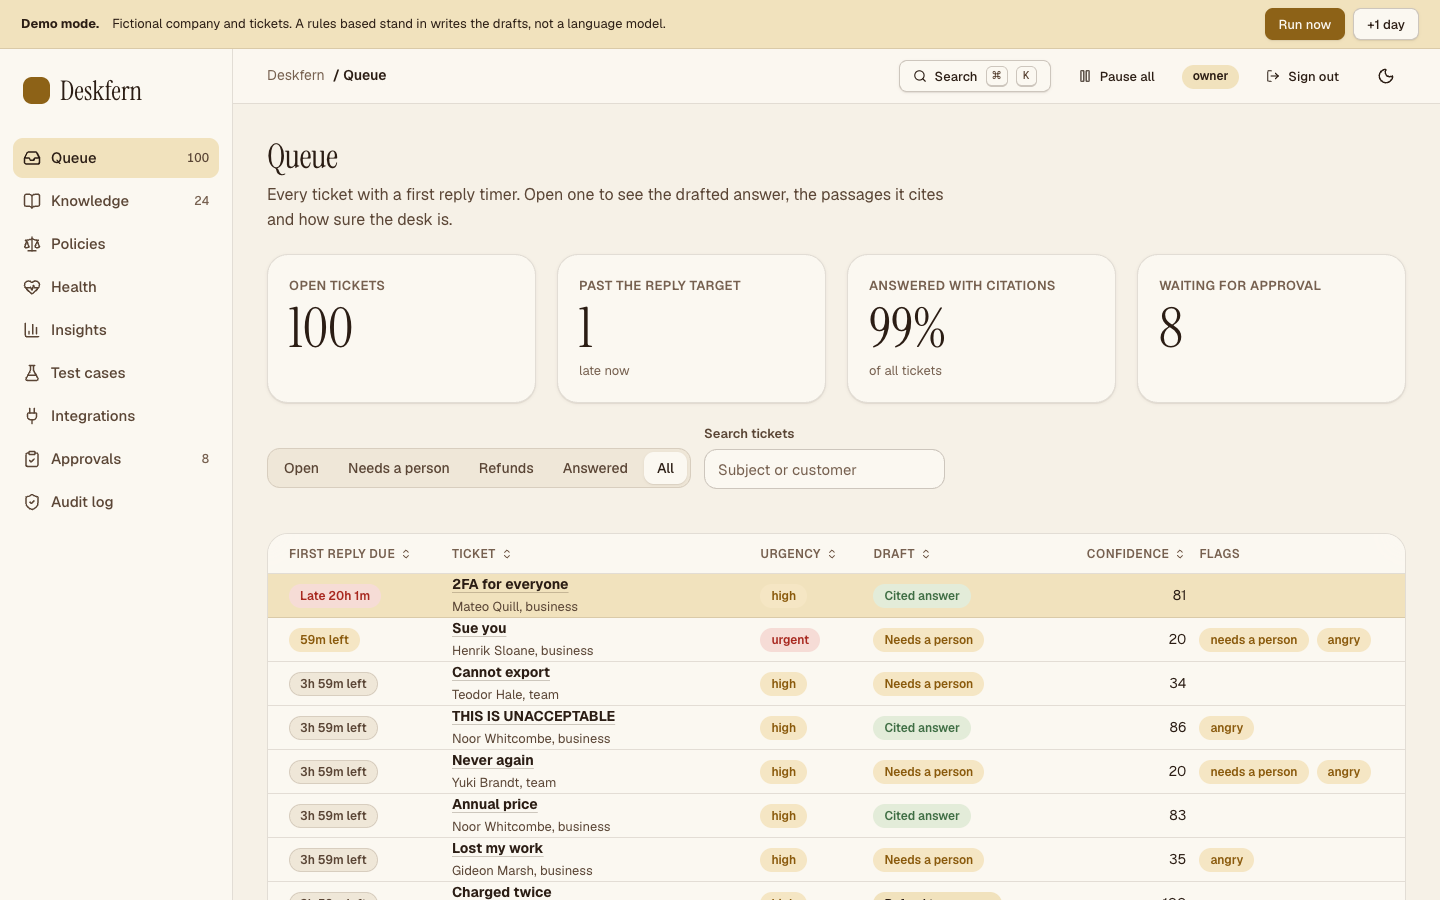 Demo mode. Fictional company and tickets. A rules based stand in writes the drafts, not a language model.
Run now
+1 day
Deskfern
Deskfern / Queue
Search ⌘ K
Pause all
owner
Sign out
Queue 100
Knowledge 24
Policies
Health
Insights
Test cases
Integrations
Approvals 8
Audit log
Queue
Every ticket with a first reply timer. Open one to see the drafted answer, the passages it cites
and how sure the desk is.
OPEN TICKETS
100
PAST THE REPLY TARGET
1
late now
ANSWERED WITH CITATIONS
99%
of all tickets
WAITING FOR APPROVAL
8
Open Needs a person Refunds Answered All
Search tickets
Subject or customer
FIRST REPLY DUE TICKET URGENCY DRAFT CONFIDENCE FLAGS
Late 20h 1m 2FA for everyone high Cited answer 81
Mateo Quill, business
59m left Sue you urgent Needs a person 20 needs a person angry
Henrik Sloane, business
3h 59m left Cannot export high Needs a person 34
Teodor Hale, team
3h 59m left THIS IS UNACCEPTABLE high Cited answer 86 angry
Noor Whitcombe, business
3h 59m left Never again high Needs a person 20 needs a person angry
Yuki Brandt, team
3h 59m left Annual price high Cited answer 83
Noor Whitcombe, business
3h 59m left Lost my work high Needs a person 35 angry
Gideon Marsh, business
Charged twice